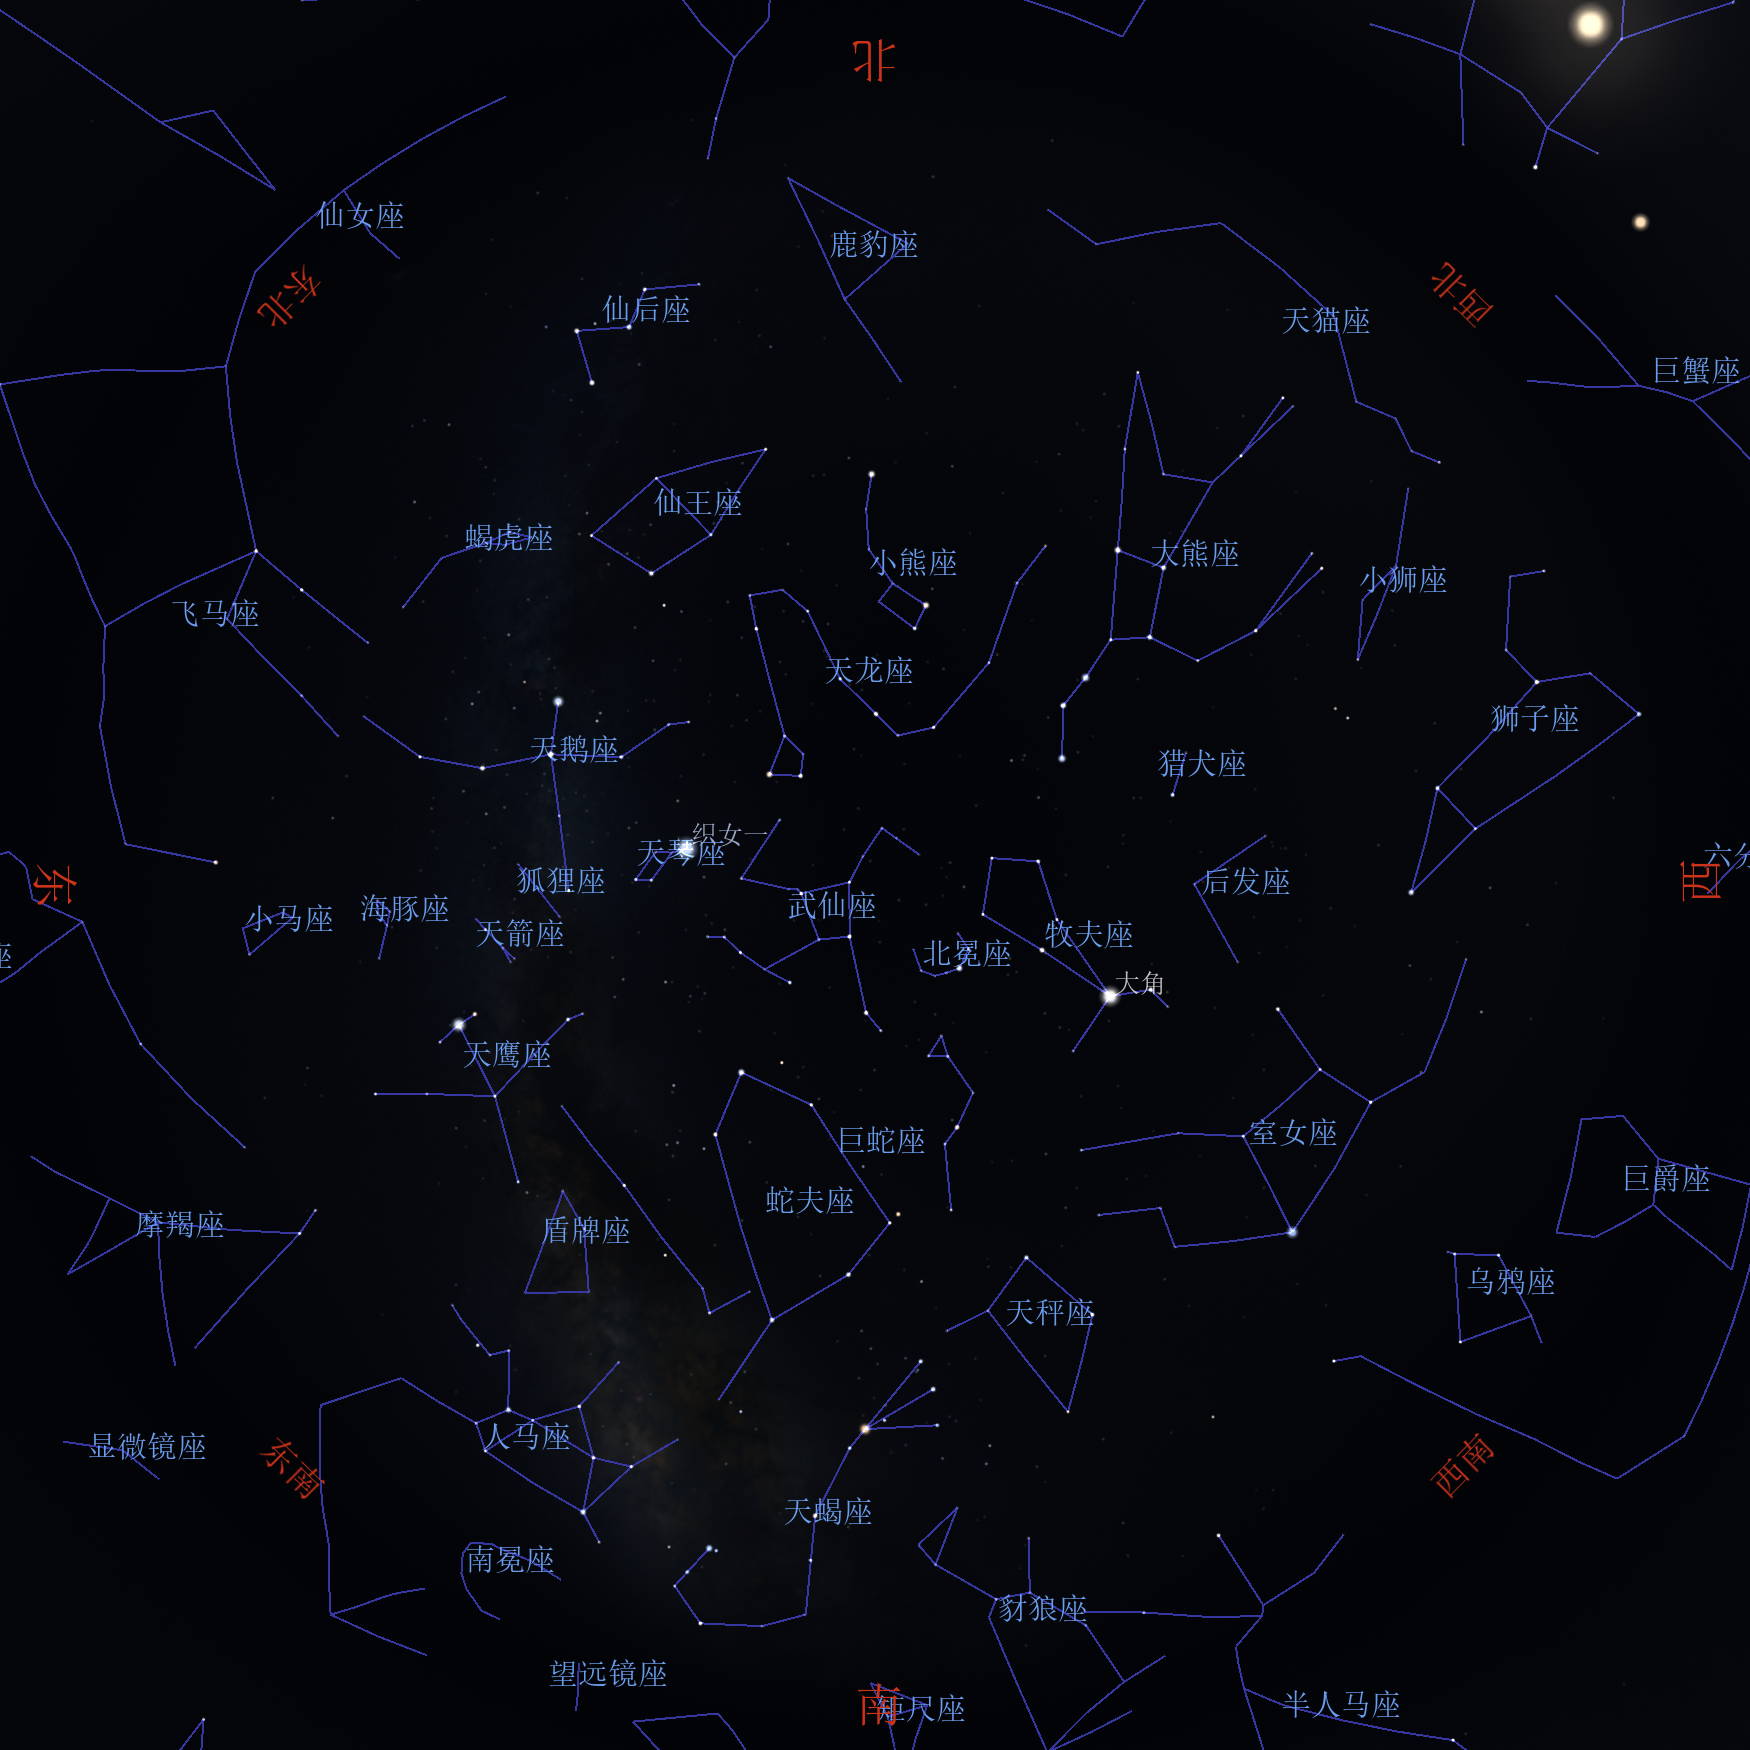 北
仙女座
鹿豹座
东北
西北
仙后座
天猫座
巨蟹座
仙王座
蝎虎座
小熊座
大熊座
小狮座
飞马座
天龙座
狮子座
天鹅座
猎犬座
织女一
天琴座
六分
东
狐狸座
后发座
西
海豚座
小马座
武仙座
天箭座
牧夫座
北冕座
座
大角
天鹰座
室女座
巨蛇座
巨爵座
蛇夫座
摩羯座
盾牌座
乌鸦座
天秤座
人马座
显微镜座
东南
西南
天蝎座
南冕座
豺狼座
望远镜座
南
矩尺座
半人马座